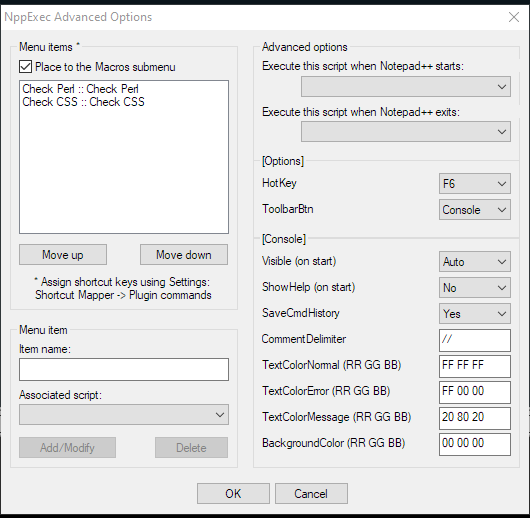 NppExec Advanced Options
Menu items *
Place to the Macros submenu
Check Perl :: Check Perl
Check CSS :: Check CSS
Move up
Move down
* Assign shortcut keys using Settings:
Shortcut Mapper -> Plugin commands
Menu item
Item name:
Associated script:
Add/Modify
Delete
Advanced options
Execute this script when Notepad++ starts:
Execute this script when Notepad++ exits:
[Options]
HotKey
F6
ToolbarBtn
Console
[Console]
Visible (on start)
Auto
ShowHelp (on start)
No
SaveCmdHistory
Yes
CommentDelimiter
//
TextColorNormal (RR GG BB)
FF FF FF
TextColorError (RR GG BB)
FF 00 00
TextColorMessage (RR GG BB)
20 80 20
BackgroundColor (RR GG BB)
00 00 00
OK
Cancel